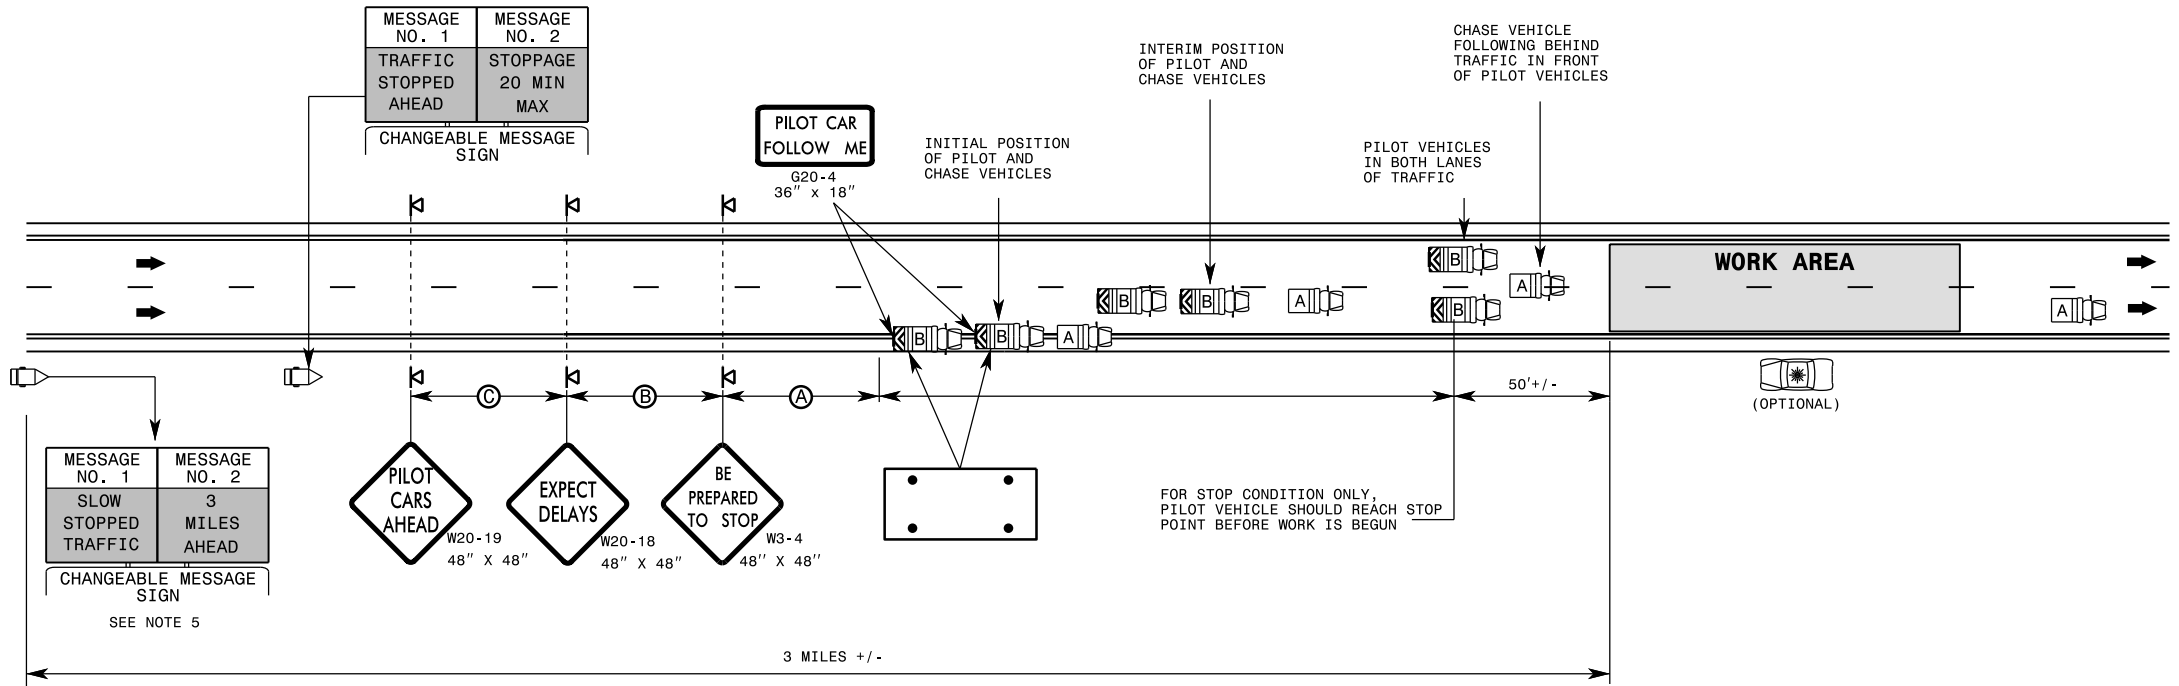 MESSAGE NO. 1
MESSAGE NO. 2
TRAFFIC STOPPED AHEAD
STOPPAGE 20 MIN MAX
CHANGEABLE MESSAGE
SIGN
PILOT CAR
FOLLOW ME
G20-4
36" x 18"
INITIAL POSITION
OF PILOT AND
CHASE VEHICLES
INTERIM POSITION
OF PILOT AND
CHASE VEHICLES
CHASE VEHICLE
FOLLOWING BEHIND
TRAFFIC IN FRONT
OF PILOT VEHICLES
PILOT VEHICLES
IN BOTH LANES
OF TRAFFIC
WORK AREA
B
B
A
B
B
A
B
B
A
A
C
B
A
50'+/-
(OPTIONAL)
MESSAGE NO. 1
MESSAGE NO. 2
SLOW STOPPED TRAFFIC
3 MILES AHEAD
CHANGEABLE MESSAGE
SIGN
SEE NOTE 5
PILOT
CARS
AHEAD
W20-19
48" X 48"
EXPECT
DELAYS
W20-18
48" X 48"
BE
PREPARED
TO STOP
W3-4
48" X 48"
FOR STOP CONDITION ONLY,
PILOT VEHICLE SHOULD REACH STOP
POINT BEFORE WORK IS BEGUN
3 MILES +/-